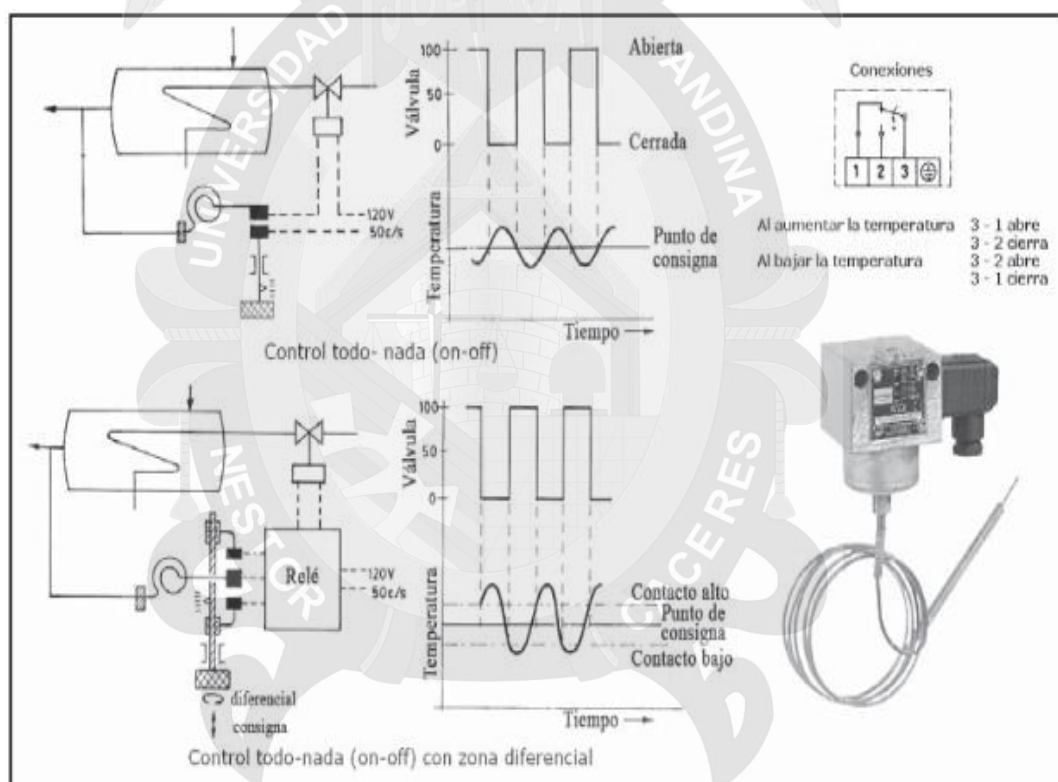 UNIVERSIDAD ANDINA
NESTOR CACERES
100
50
0
Válvula
Abierta
Cerrada
Temperatura
Punto de
consigna
Tiempo
120V
50c/s
Control todo- nada (on-off)
Conexiones
1 2 3
Al aumentar la temperatura 3 - 1 abre
3 - 2 cierra
Al bajar la temperatura 3 - 2 abre
3 - 1 cierra
100
50
0
Válvula
Temperatura
Contacto alto
Punto de
consigna
Contacto bajo
Tiempo
Relé
120V
50c/s
diferencial
consigna
Control todo-nada (on-off) con zona diferencial